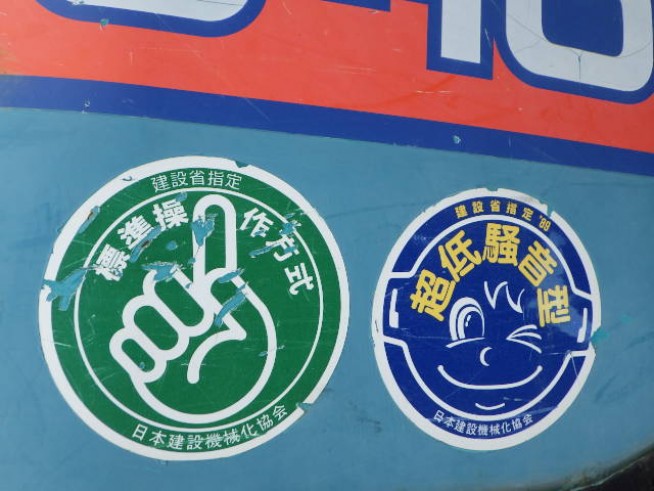 建設省指定
標準操作方式
日本建設機械化協会
建設省指定'89
超低騒音型
日本建設機械化協会